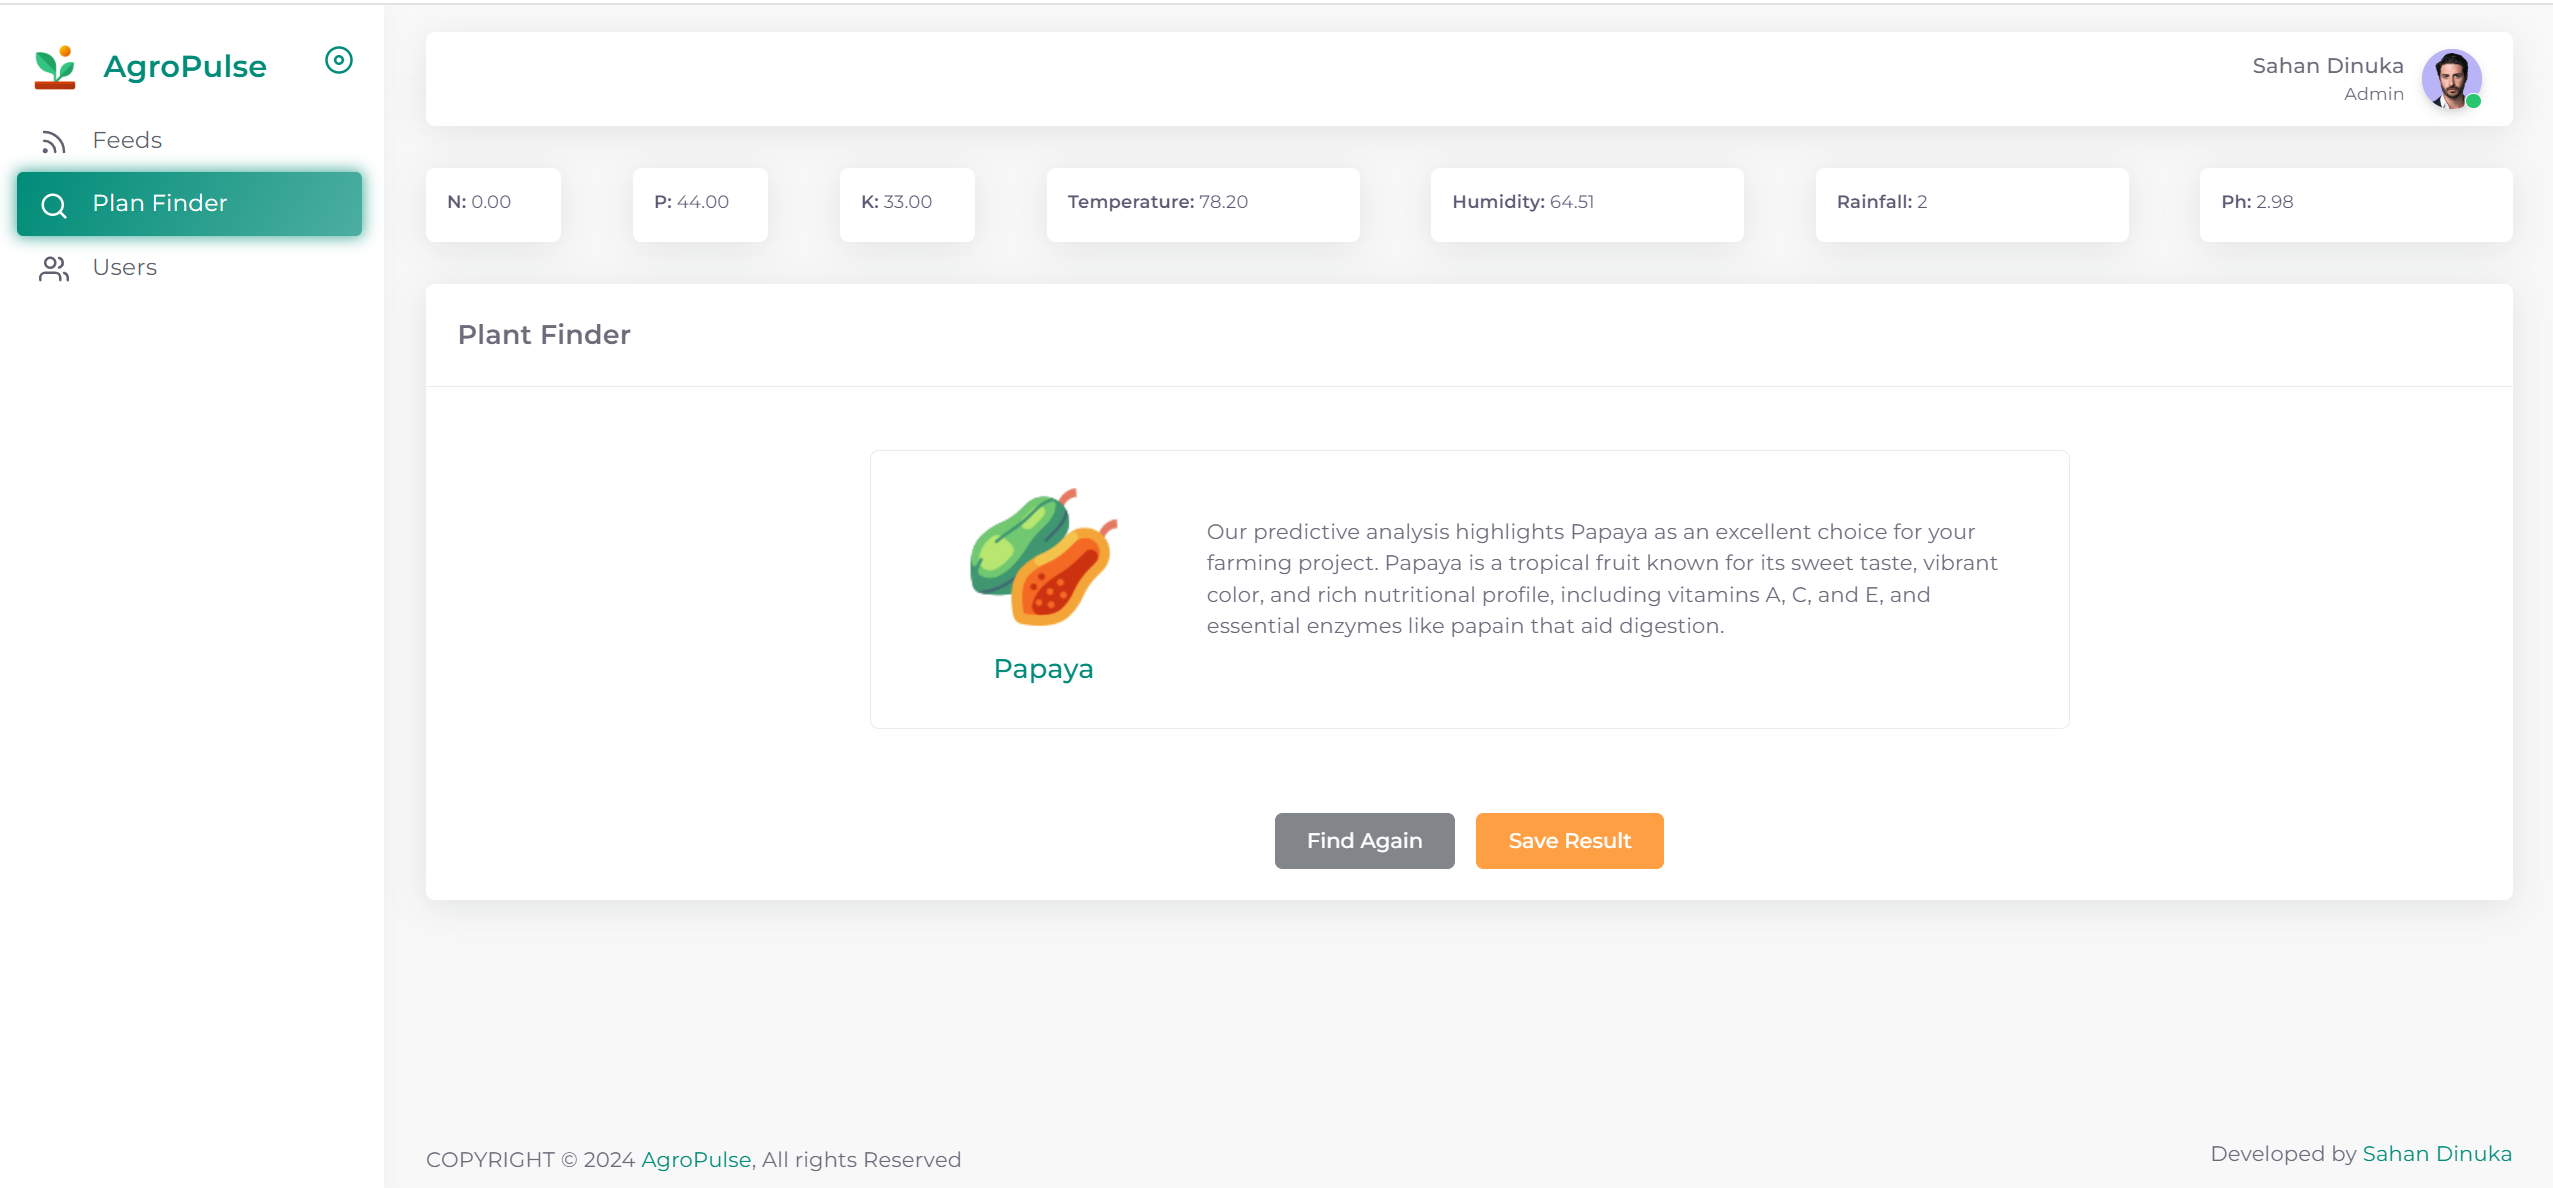 AgroPulse
Feeds
Plan Finder
Users
Sahan Dinuka
Admin
N: 0.00
P: 44.00
K: 33.00
Temperature: 78.20
Humidity: 64.51
Rainfall: 2
Ph: 2.98
Plant Finder
Our predictive analysis highlights Papaya as an excellent choice for your
farming project. Papaya is a tropical fruit known for its sweet taste, vibrant
color, and rich nutritional profile, including vitamins A, C, and E, and
essential enzymes like papain that aid digestion.
Papaya
Find Again
Save Result
COPYRIGHT © 2024 AgroPulse, All rights Reserved
Developed by Sahan Dinuka